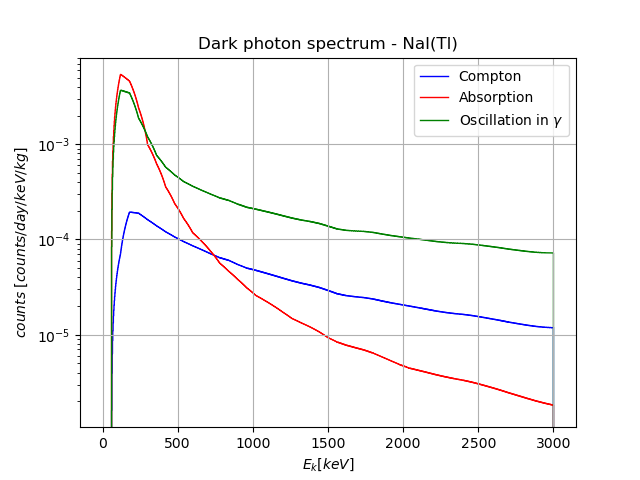 Dark photon spectrum - NaI(Tl)
Compton
Absorption
Oscillation in γ
counts [counts/day/keV/kg]
10⁻³
10⁻⁴
10⁻⁵
0 500 1000 1500 2000 2500 3000
Eₖ[keV]